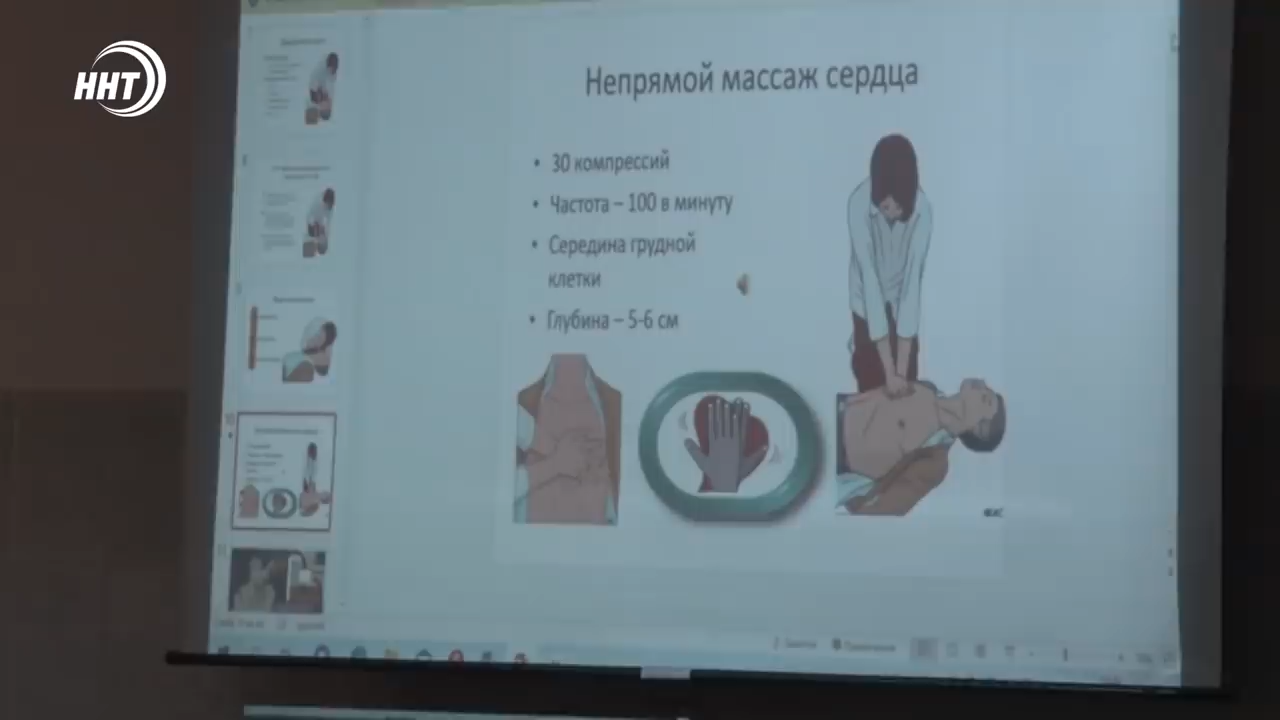 ННТ
Непрямой массаж сердца
• 30 компрессий
• Частота – 100 в минуту
• Середина грудной
клетки
• Глубина – 5-6 см